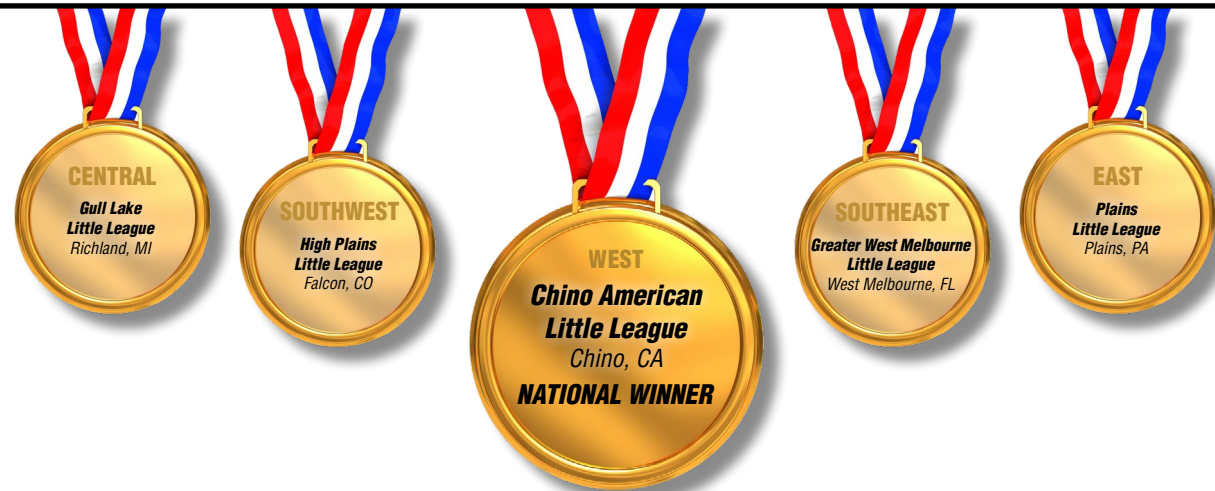 CENTRAL
Gull Lake
Little League
Richland, MI
SOUTHWEST
High Plains
Little League
Falcon, CO
WEST
Chino American
Little League
Chino, CA
NATIONAL WINNER
SOUTHEAST
Greater West Melbourne
Little League
West Melbourne, FL
EAST
Plains
Little League
Plains, PA